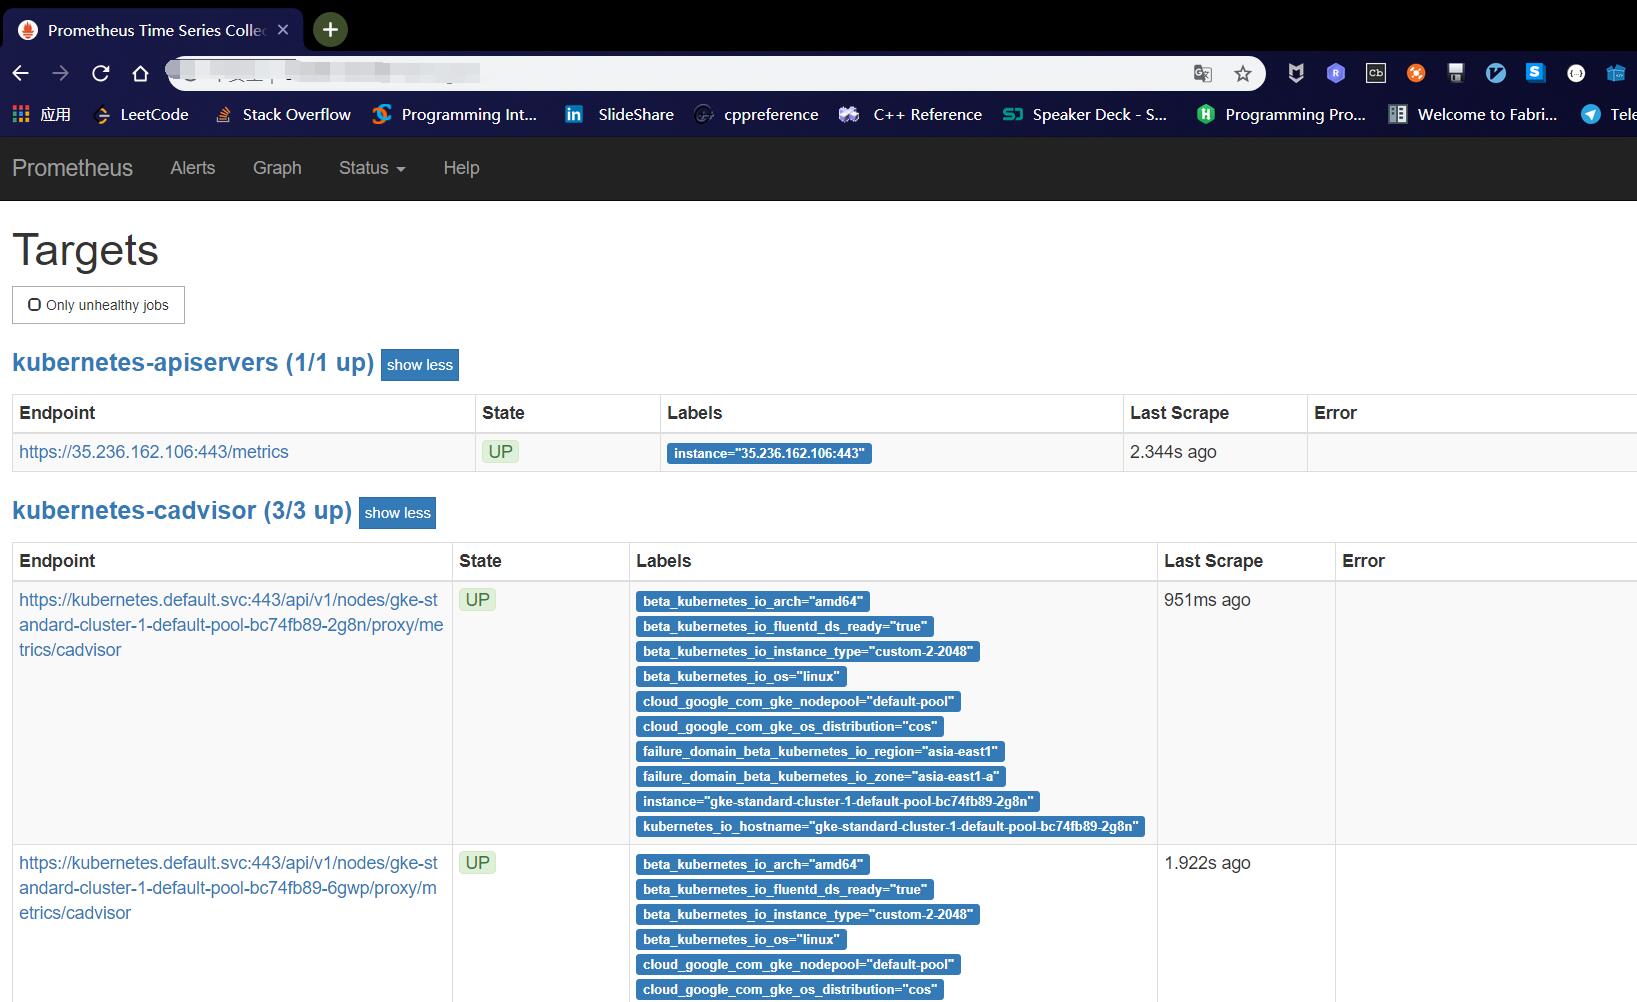 Prometheus Time Series Collec
应用
LeetCode
Stack Overflow
Programming Int...
SlideShare
cppreference
C++ Reference
Speaker Deck - S...
Programming Pro...
Welcome to Fabri...
Tele
Prometheus
Alerts
Graph
Status
Help
Targets
Only unhealthy jobs
kubernetes-apiservers (1/1 up) show less
Endpoint State Labels Last Scrape Error
https://35.236.162.106:443/metrics UP instance="35.236.162.106:443" 2.344s ago
kubernetes-cadvisor (3/3 up) show less
Endpoint State Labels Last Scrape Error
https://kubernetes.default.svc:443/api/v1/nodes/gke-st
andard-cluster-1-default-pool-bc74fb89-2g8n/proxy/me
trics/cadvisor
UP
beta_kubernetes_io_arch="amd64"
beta_kubernetes_io_fluentd_ds_ready="true"
beta_kubernetes_io_instance_type="custom-2-2048"
beta_kubernetes_io_os="linux"
cloud_google_com_gke_nodepool="default-pool"
cloud_google_com_gke_os_distribution="cos"
failure_domain_beta_kubernetes_io_region="asia-east1"
failure_domain_beta_kubernetes_io_zone="asia-east1-a"
instance="gke-standard-cluster-1-default-pool-bc74fb89-2g8n"
kubernetes_io_hostname="gke-standard-cluster-1-default-pool-bc74fb89-2g8n"
951ms ago
https://kubernetes.default.svc:443/api/v1/nodes/gke-st
andard-cluster-1-default-pool-bc74fb89-6gwp/proxy/m
etrics/cadvisor
UP
beta_kubernetes_io_arch="amd64"
beta_kubernetes_io_fluentd_ds_ready="true"
beta_kubernetes_io_instance_type="custom-2-2048"
beta_kubernetes_io_os="linux"
cloud_google_com_gke_nodepool="default-pool"
cloud_google_com_gke_os_distribution="cos"
1.922s ago